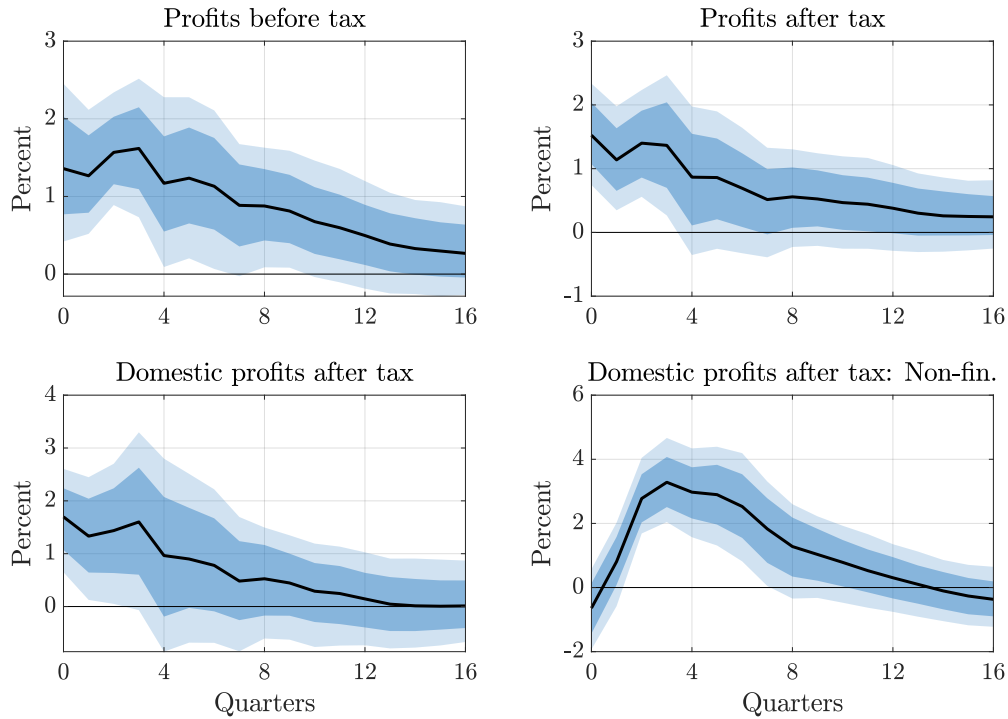 Profits before tax
Percent
3
2
1
0
0 4 8 12 16
Profits after tax
Percent
3
2
1
0
-1
0 4 8 12 16
Domestic profits after tax
Percent
4
3
2
1
0
0 4 8 12 16
Quarters
Domestic profits after tax: Non-fin.
Percent
6
4
2
0
-2
0 4 8 12 16
Quarters